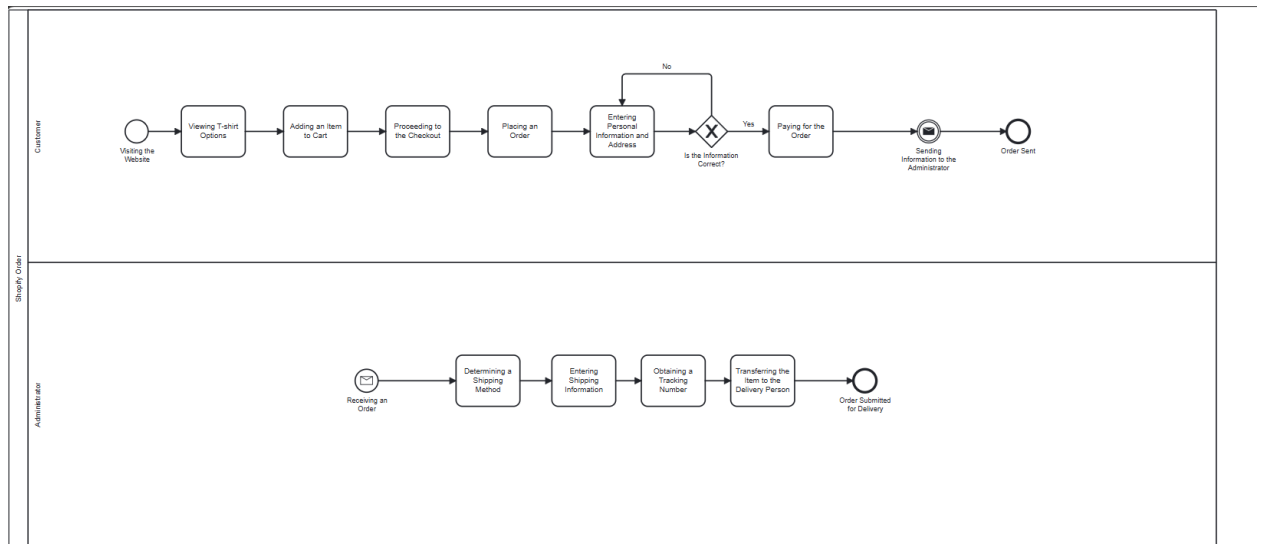 Shopify Order
Customer
Visiting the
Website
Viewing T-shirt
Options
Adding an Item
to Cart
Proceeding to
the Checkout
Placing an
Order
Entering
Personal
Information and
Address
No
Is the Information
Correct?
Yes
Paying for the
Order
Sending
Information to the
Administrator
Order Sent
Administrator
Receiving an
Order
Determining a
Shipping
Method
Entering
Shipping
Information
Obtaining a
Tracking
Number
Transferring the
Item to the
Delivery Person
Order Submitted
for Delivery